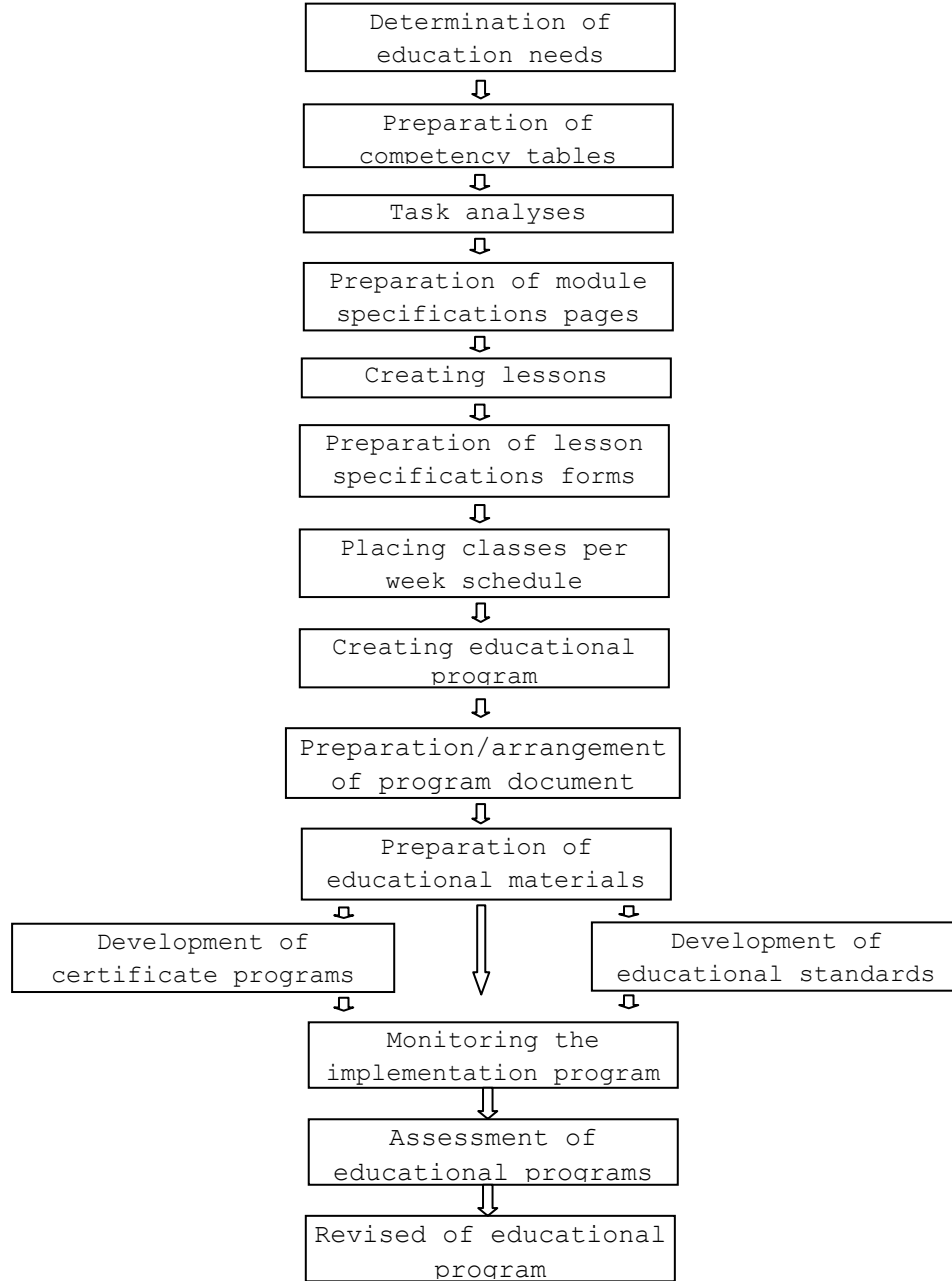 Determination of
education needs
Preparation of
competency tables
Task analyses
Preparation of module
specifications pages
Creating lessons
Preparation of lesson
specifications forms
Placing classes per
week schedule
Creating educational
program
Preparation/arrangement
of program document
Preparation of
educational materials
Development of
certificate programs
Development of
educational standards
Monitoring the
implementation program
Assessment of
educational programs
Revised of educational
program